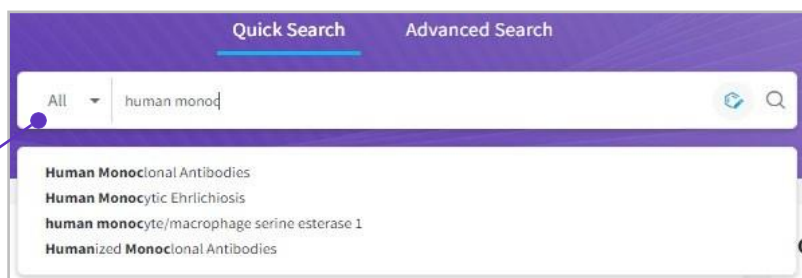 Quick Search Advanced Search
All human monoc
Human Monoclonal Antibodies
Human Monocytic Ehrlichiosis
human monocyte/macrophage serine esterase 1
Humanized Monoclonal Antibodies